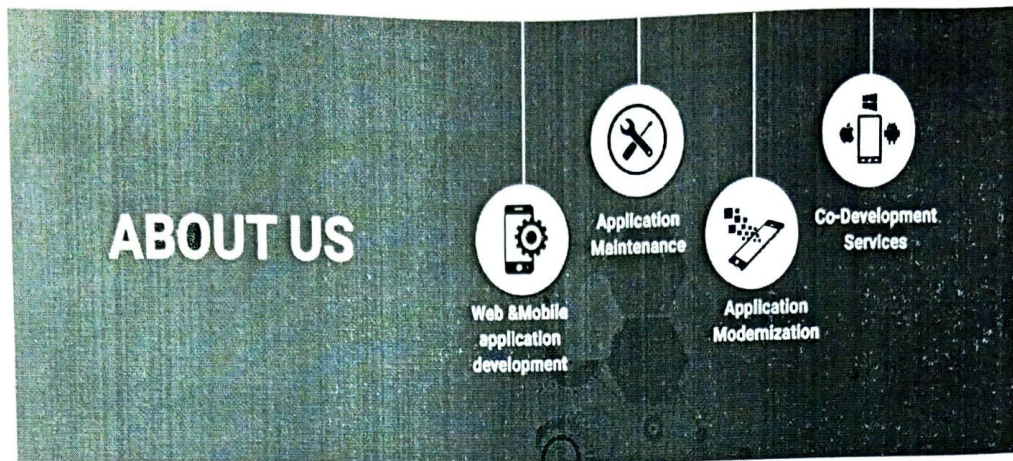 ABOUT US
Web &Mobile
application
development
Application
Maintenance
Application
Modernization
Co-Development
Services